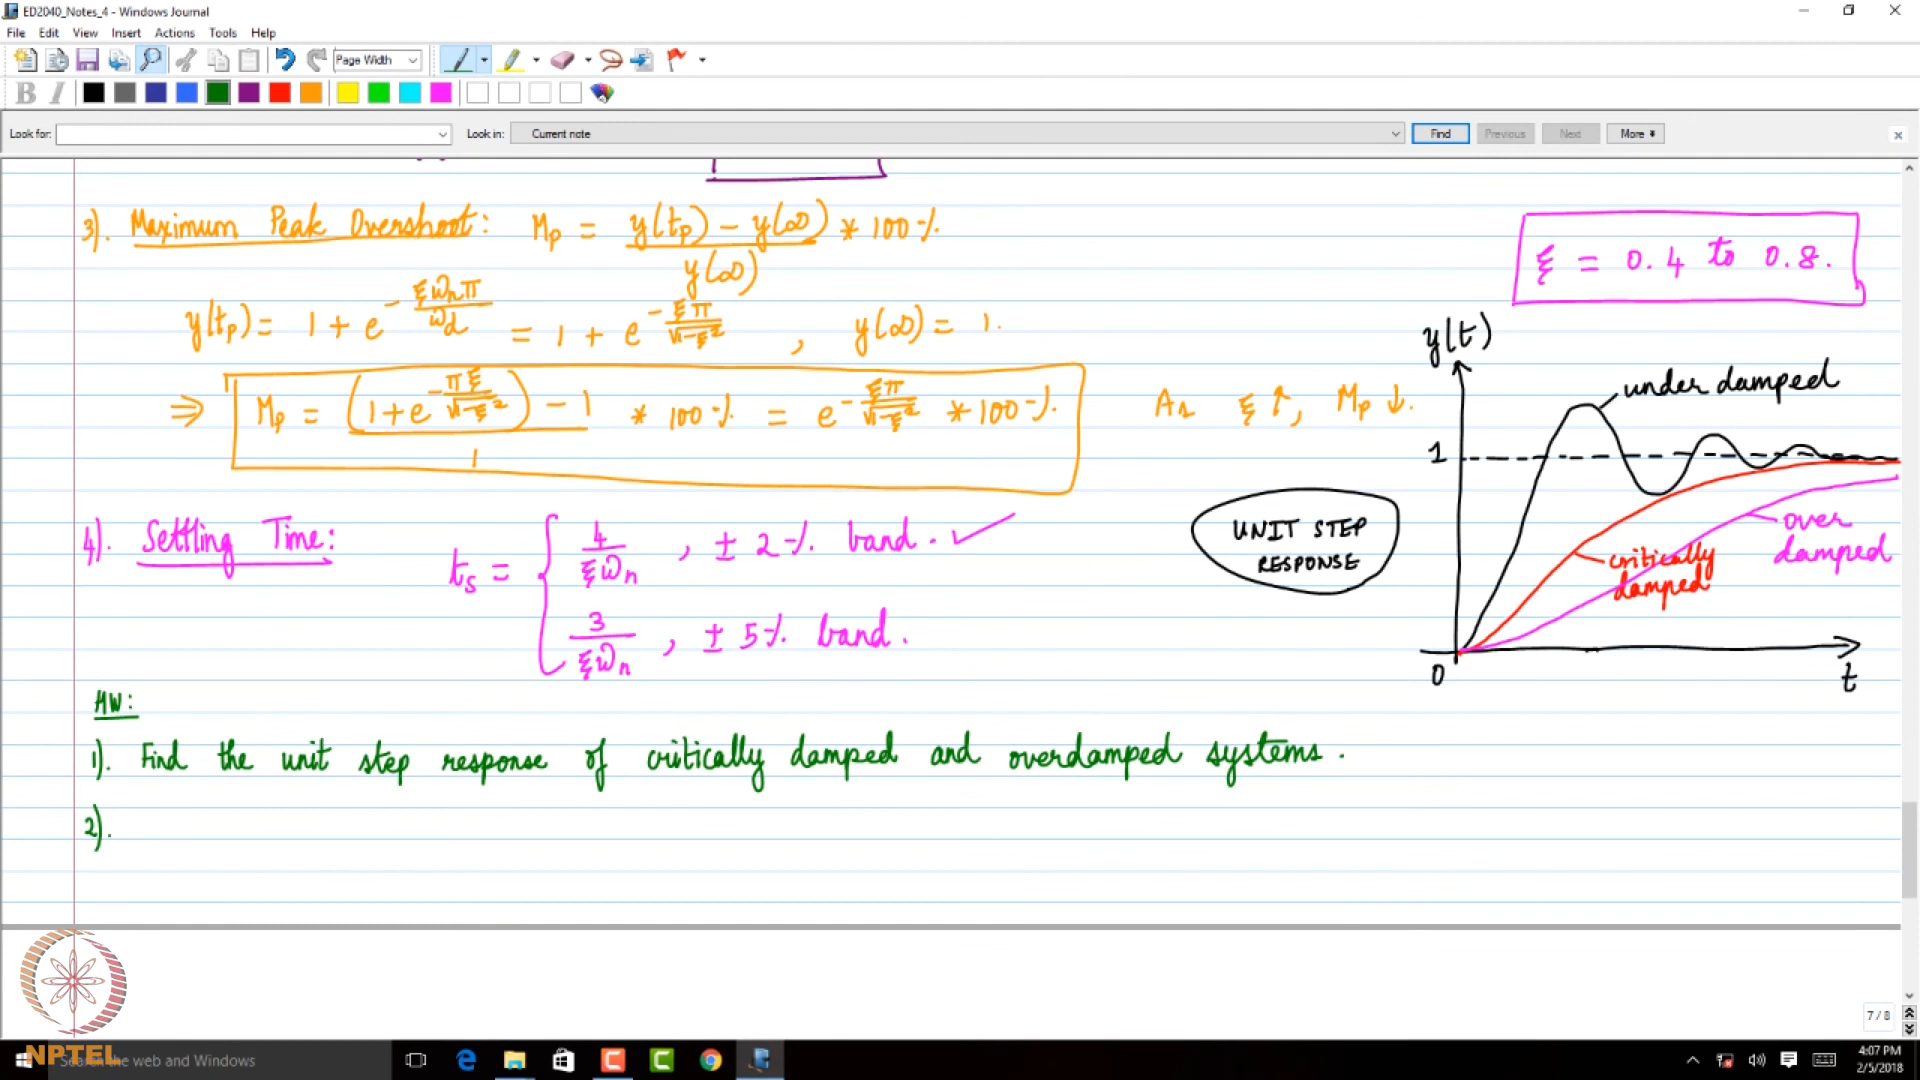 ED2040_Notes_4 - Windows Journal
File Edit View Insert Actions Tools Help
Page Width
B I
Look for: Look in: Current note Find Previous Next More
3). Maximum Peak Overshoot: Mp = y(tp) - y(∞) / y(∞) * 100 %
ξ = 0.4 to 0.8.
y(tp) = 1 + e^(-ξωnπ/ωd) = 1 + e^(-ξπ/√(1-ξ²)), y(∞) = 1.
⇒ Mp = (1+e^(-πξ/√(1-ξ²))) - 1 / 1 * 100 % = e^(-ξπ/√(1-ξ²)) * 100 %.
As ξ ↑, Mp ↓.
y(t)
under damped
1
over damped
critically damped
0
t
UNIT STEP
RESPONSE
4). Settling Time: ts = { 4/ξωn , ± 2 % band. ✓
3/ξωn , ± 5 % band.
HW:
1). Find the unit step response of critically damped and overdamped systems.
2).
7 / 8
NPTEL
Search the web and Windows
4:07 PM
2/5/2018